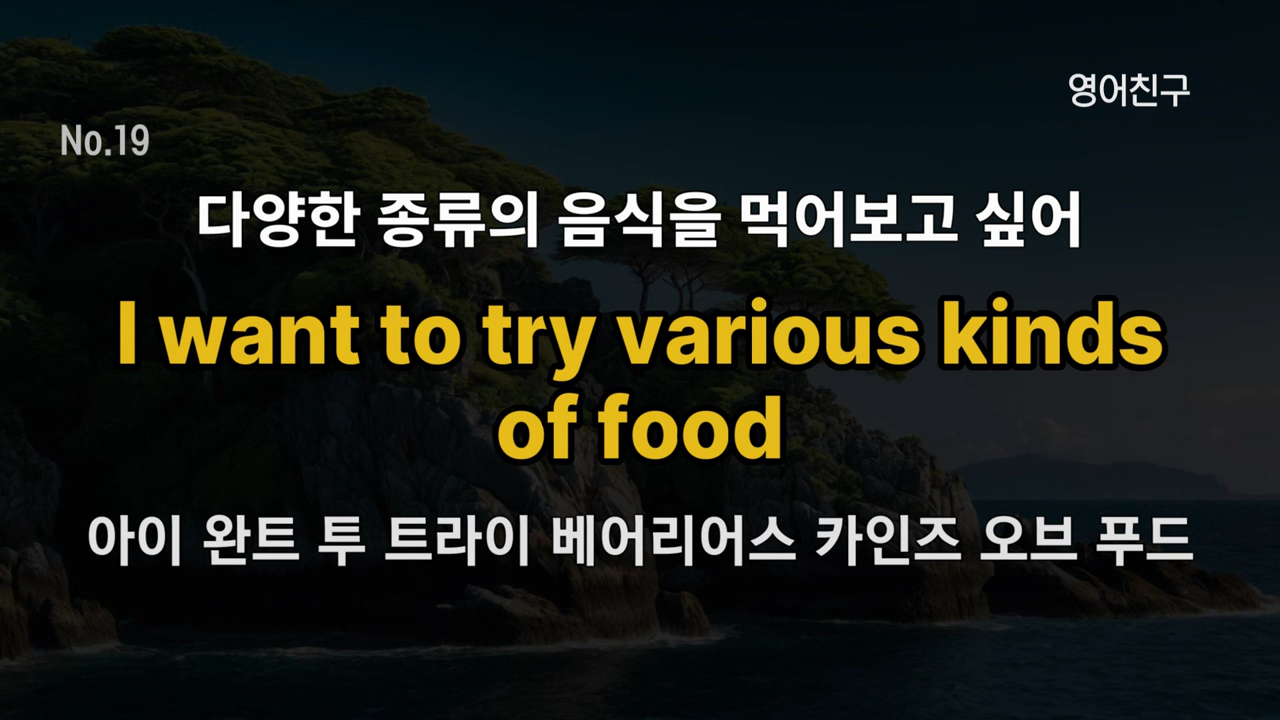 영어친구
No.19
다양한 종류의 음식을 먹어보고 싶어
I want to try various kinds
of food
아이 완트 투 트라이 베어리어스 카인즈 오브 푸드